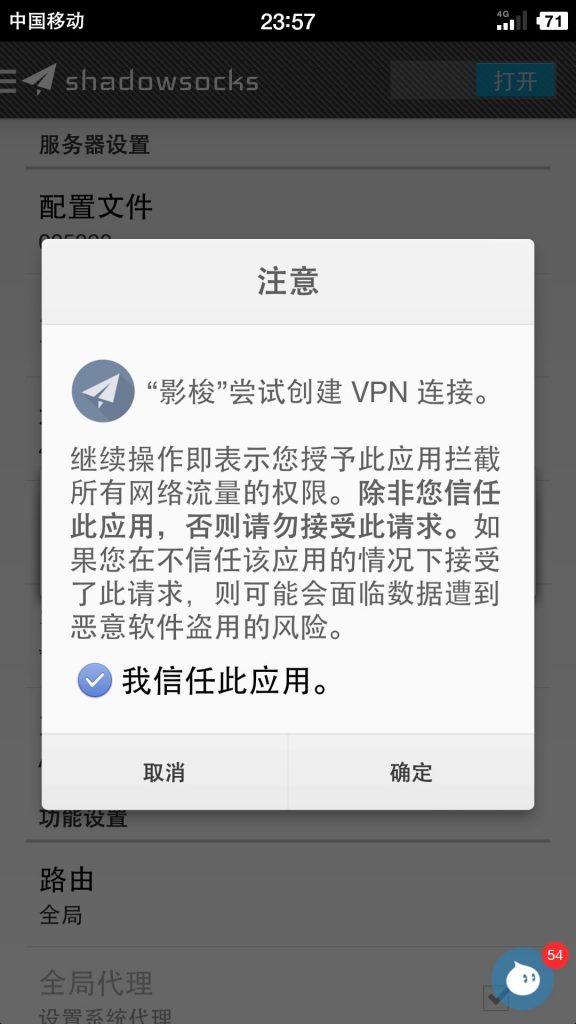 中国移动
23:57
4G
71
shadowsocks
打开
服务器设置
配置文件
注意
“影梭”尝试创建 VPN 连接。
继续操作即表示您授予此应用拦截
所有网络流量的权限。除非您信任
此应用，否则请勿接受此请求。如
果您在不信任该应用的情况下接受
了此请求，则可能会面临数据遭到
恶意软件盗用的风险。
我信任此应用。
取消
确定
功能设置
路由
全局
54
全局代理
设置系统代理